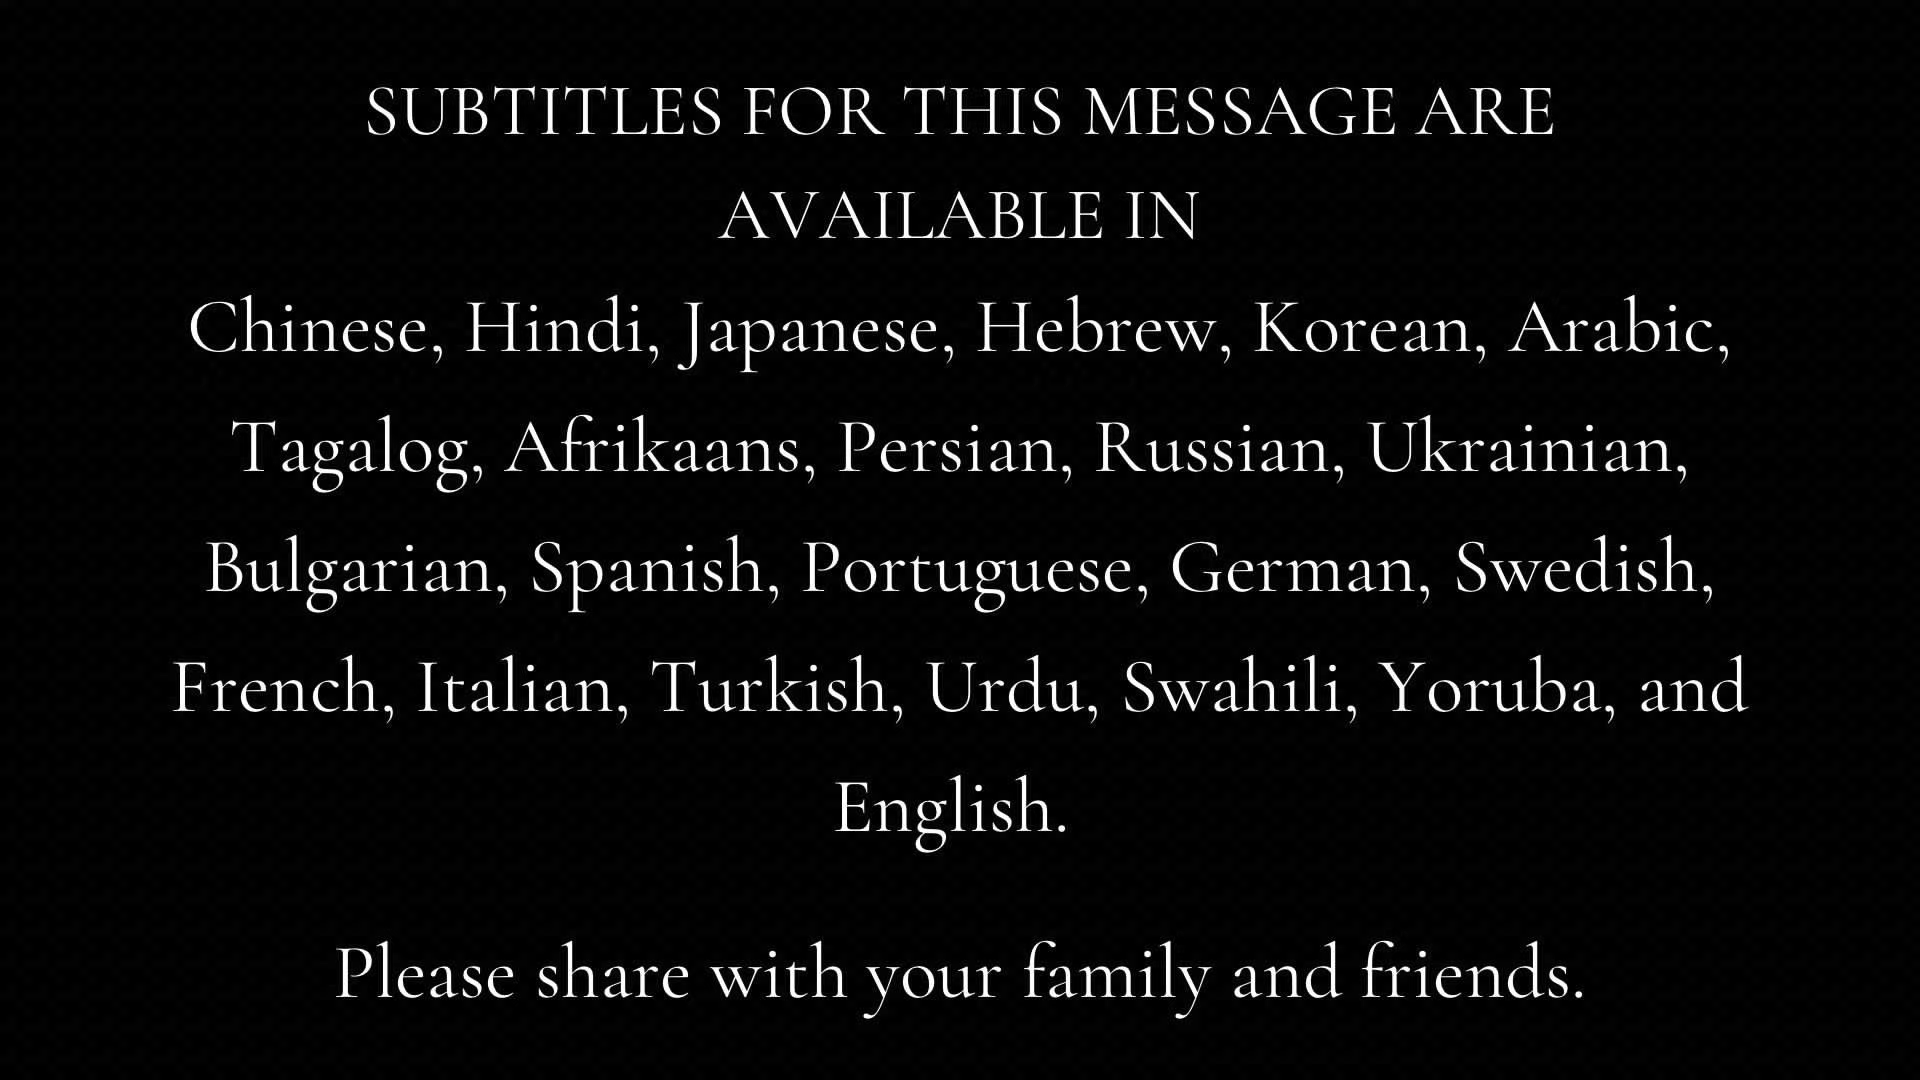 SUBTITLES FOR THIS MESSAGE ARE
AVAILABLE IN
Chinese, Hindi, Japanese, Hebrew, Korean, Arabic,
Tagalog, Afrikaans, Persian, Russian, Ukrainian,
Bulgarian, Spanish, Portuguese, German, Swedish,
French, Italian, Turkish, Urdu, Swahili, Yoruba, and
English.
Please share with your family and friends.